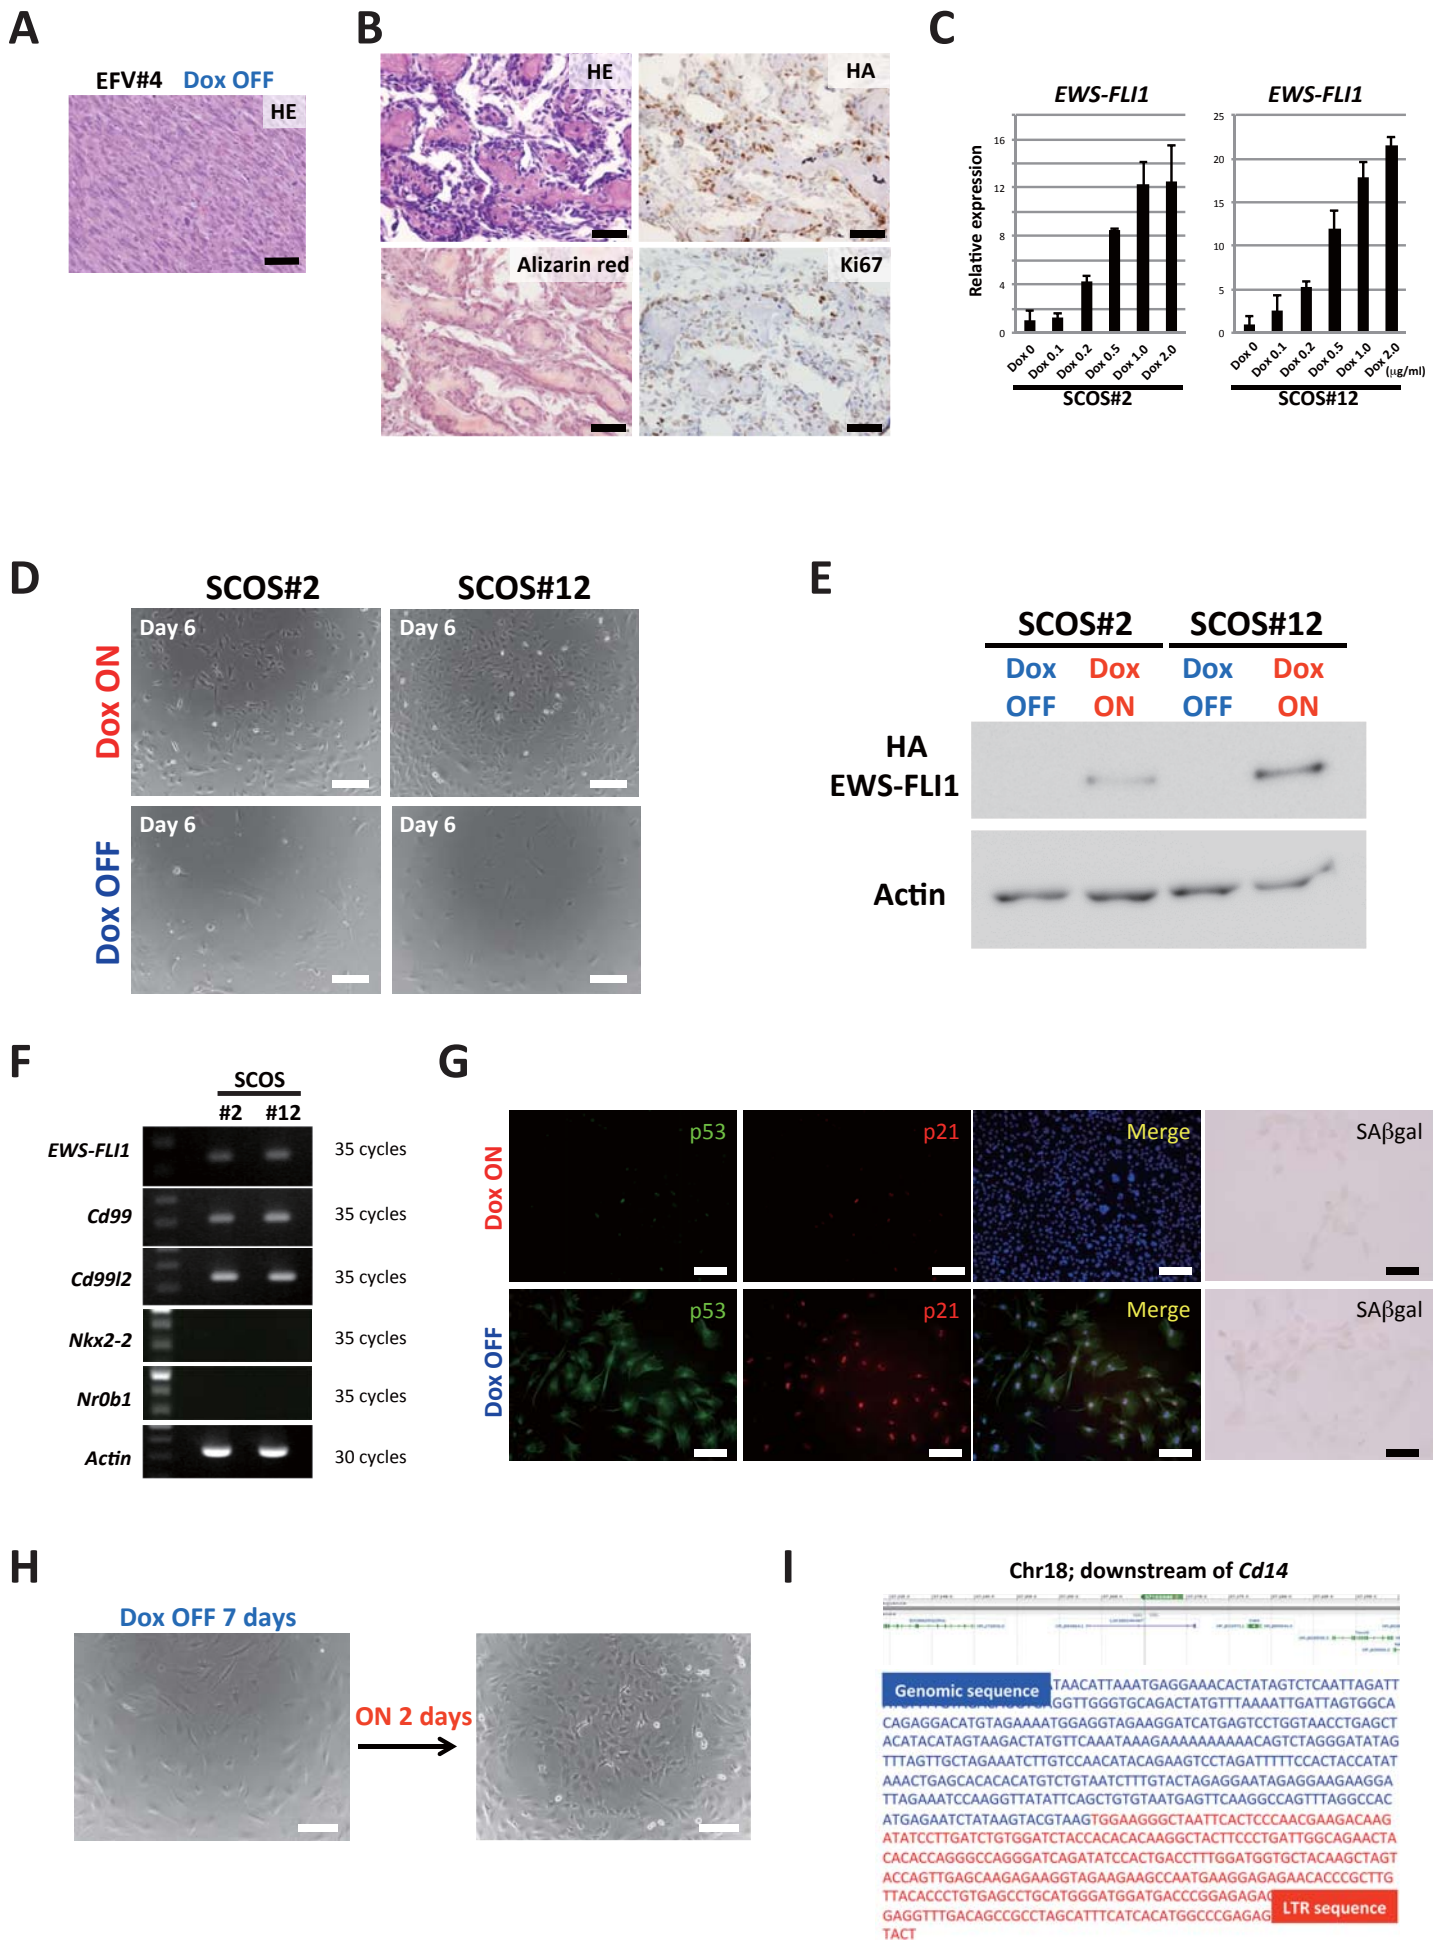 A
EFV#4 Dox OFF
HE
B
HE
HA
Alizarin red
Ki67
C
EWS-FLI1
Relative expression
16
12
8
4
0
Dox 0
Dox 0.1
Dox 0.2
Dox 0.5
Dox 1.0
Dox 2.0
SCOS#2
EWS-FLI1
25
20
15
10
5
0
Dox 0
Dox 0.1
Dox 0.2
Dox 0.5
Dox 1.0
Dox 2.0
(μg/ml)
SCOS#12
D
SCOS#2 SCOS#12
Dox ON
Day 6
Day 6
Dox OFF
Day 6
Day 6
E
SCOS#2 SCOS#12
Dox Dox Dox Dox
OFF ON OFF ON
HA
EWS-FLI1
Actin
F
SCOS
#2 #12
EWS-FLI1 35 cycles
Cd99 35 cycles
Cd99l2 35 cycles
Nkx2-2 35 cycles
Nr0b1 35 cycles
Actin 30 cycles
G
Dox ON
p53
p21
Merge
SAβgal
Dox OFF
p53
p21
Merge
SAβgal
H
Dox OFF 7 days
ON 2 days
I
Chr18; downstream of Cd14
Genomic sequence
TAACATTAAATGAGGAAACACTATAGTCTCAATTAGATT
GGTTGGGTGCAGACTATGTTTAAAATTGATTAGTGGCA
CAGAGGACATGTAGAAAATGGAGGTAGAAGGATCATGAGTCCTGGTAACCTGAGCT
ACATACATAGTAAGACTATGTTCAAATAAAGAAAAAAAAAACAGTCTAGGGATATAG
TTTAGTTGCTAGAAATCTTGTCCAACATACAGAAGTCCTAGATTTTTCCACTACCATAT
AAACTGAGCACACACATGTCTGTAATCTTTGTACTAGAGGAATAGAGGAAGAAGGA
TTAGAAATCCAAGGTTATATTCAGCTGTGTAATGAGTTCAAGGCCAGTTTAGGCCAC
ATGAGAATCTATAAGTACGTAAGTGGAAGGGCTAATTCACTCCCAACGAAGACAAG
ATATCCTTGATCTGTGGATCTACCACACACAAGGCTACTTCCCTGATTGGCAGAACTA
CACACCAGGGCCAGGGATCAGATATCCACTGACCTTTGGATGGTGCTACAAGCTAGT
ACCAGTTGAGCAAGAGAAGGTAGAAGAAGCCAATGAAGGAGAGAACACCCGCTTG
TTACACCCTGTGAGCCTGCATGGGATGGATGACCCGGAGAGAG
GAGGTTTGACAGCCGCCTAGCATTTCATCACATGGCCCGAGAG
TACT
LTR sequence